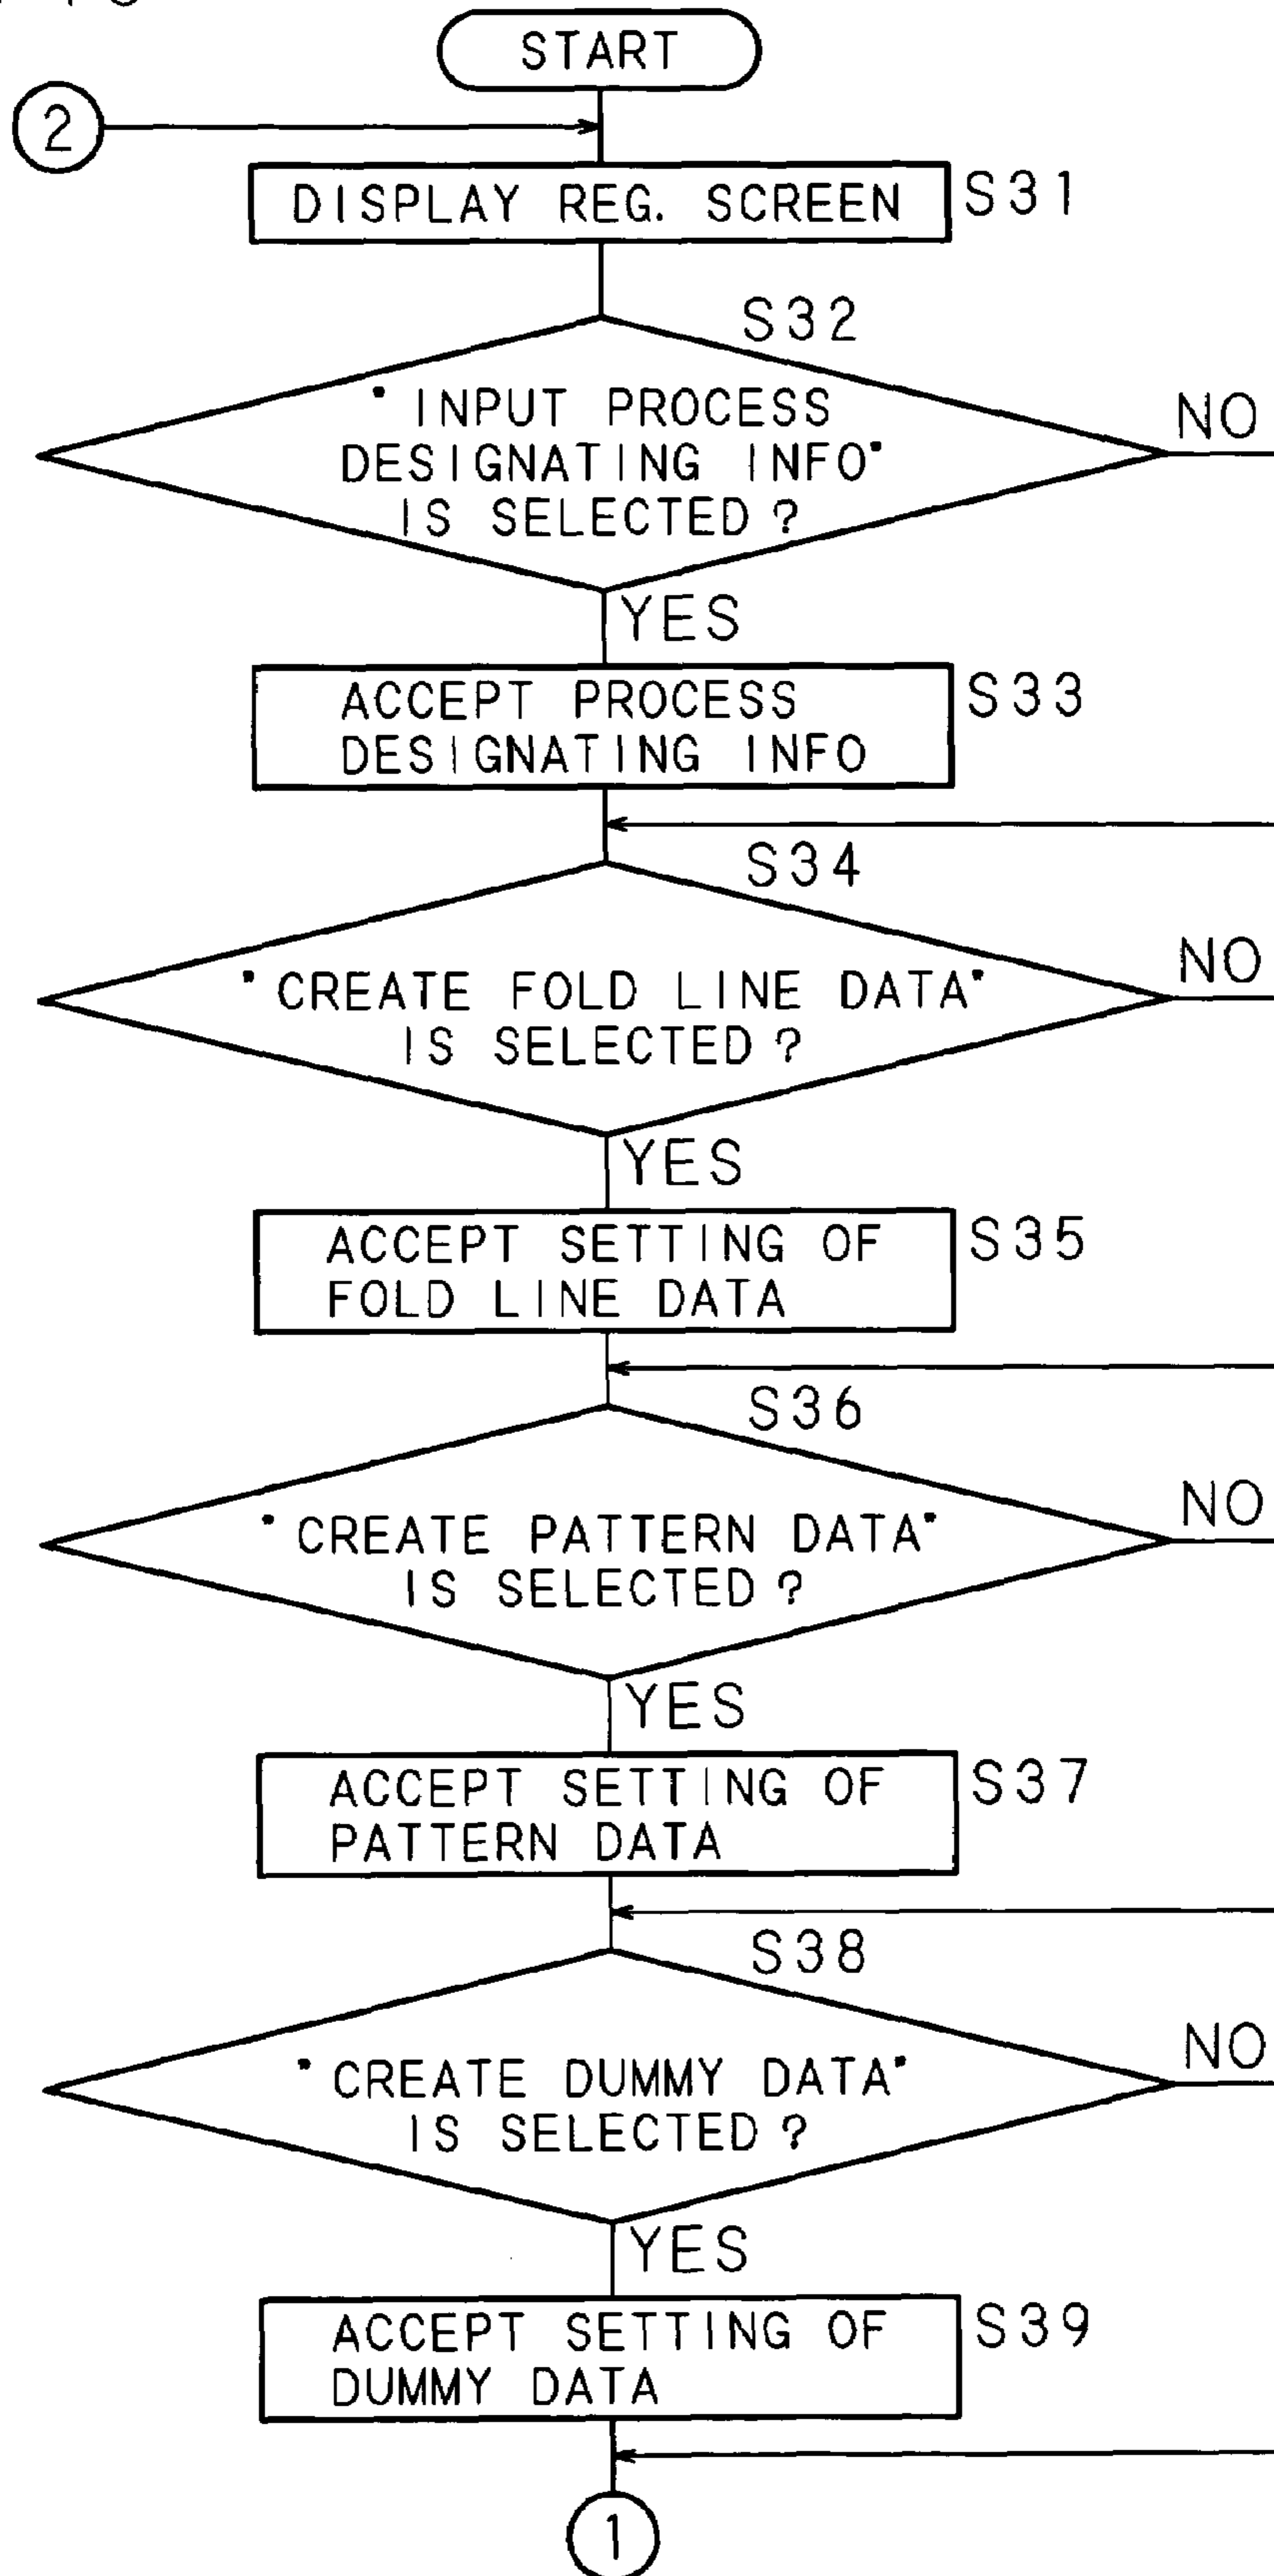 START
2
DISPLAY REG. SCREEN
S31
S32
"INPUT PROCESS
DESIGNATING INFO"
IS SELECTED?
NO
YES
ACCEPT PROCESS
DESIGNATING INFO
S33
S34
"CREATE FOLD LINE DATA"
IS SELECTED?
NO
YES
ACCEPT SETTING OF
FOLD LINE DATA
S35
S36
"CREATE PATTERN DATA"
IS SELECTED?
NO
YES
ACCEPT SETTING OF
PATTERN DATA
S37
S38
"CREATE DUMMY DATA"
IS SELECTED?
NO
YES
ACCEPT SETTING OF
DUMMY DATA
S39
1